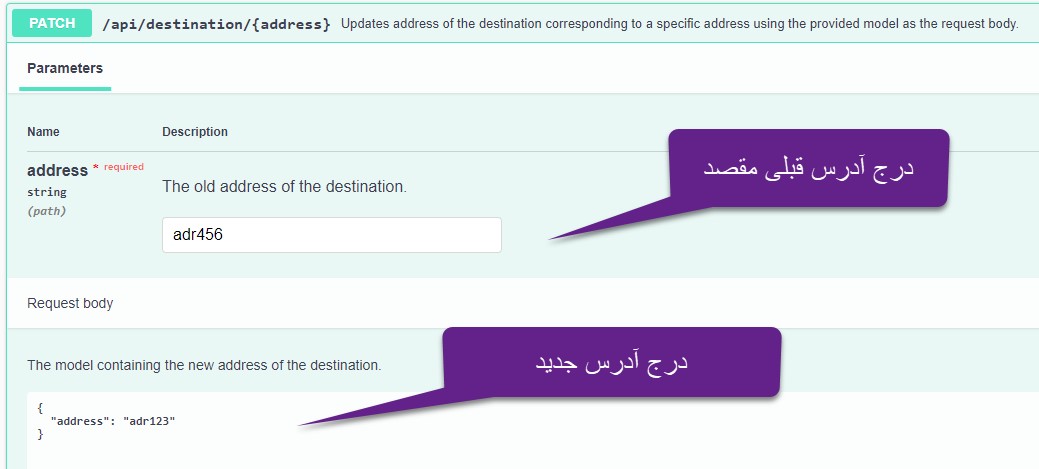 PATCH /api/destination/{address} Updates address of the destination corresponding to a specific address using the provided model as the request body.
Parameters
Name Description
address * required
string
(path)
The old address of the destination.
adr456
درج آدرس قبلی مقصد
Request body
درج آدرس جدید
The model containing the new address of the destination.
{
"address": "adr123"
}